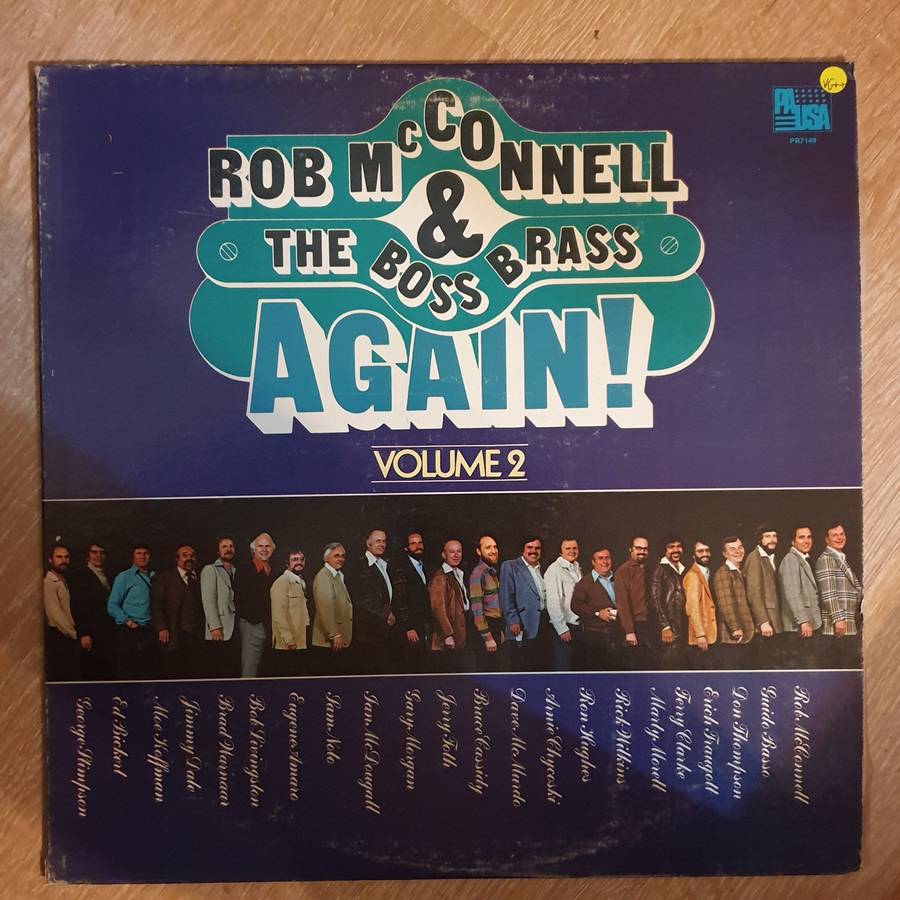 VG++
PAUSA
PR7149
ROB McCONNELL
&
THE BOSS BRASS
AGAIN!
VOLUME 2
George Stimpson
Ed Bickert
Moe Koffman
Jimmy Dale
Brad Warnaar
Bob Livingston
Eugene Amaro
Sam Noto
Ian McDougall
Gary Morgan
Jerry Toth
Bruce Cassidy
Dave McMurdo
Arnie Chycoski
Ron Hughes
Rick Wilkins
Marty Morell
Terry Clarke
Erich Traugott
Don Thompson
Guido Basso
Rob McConnell